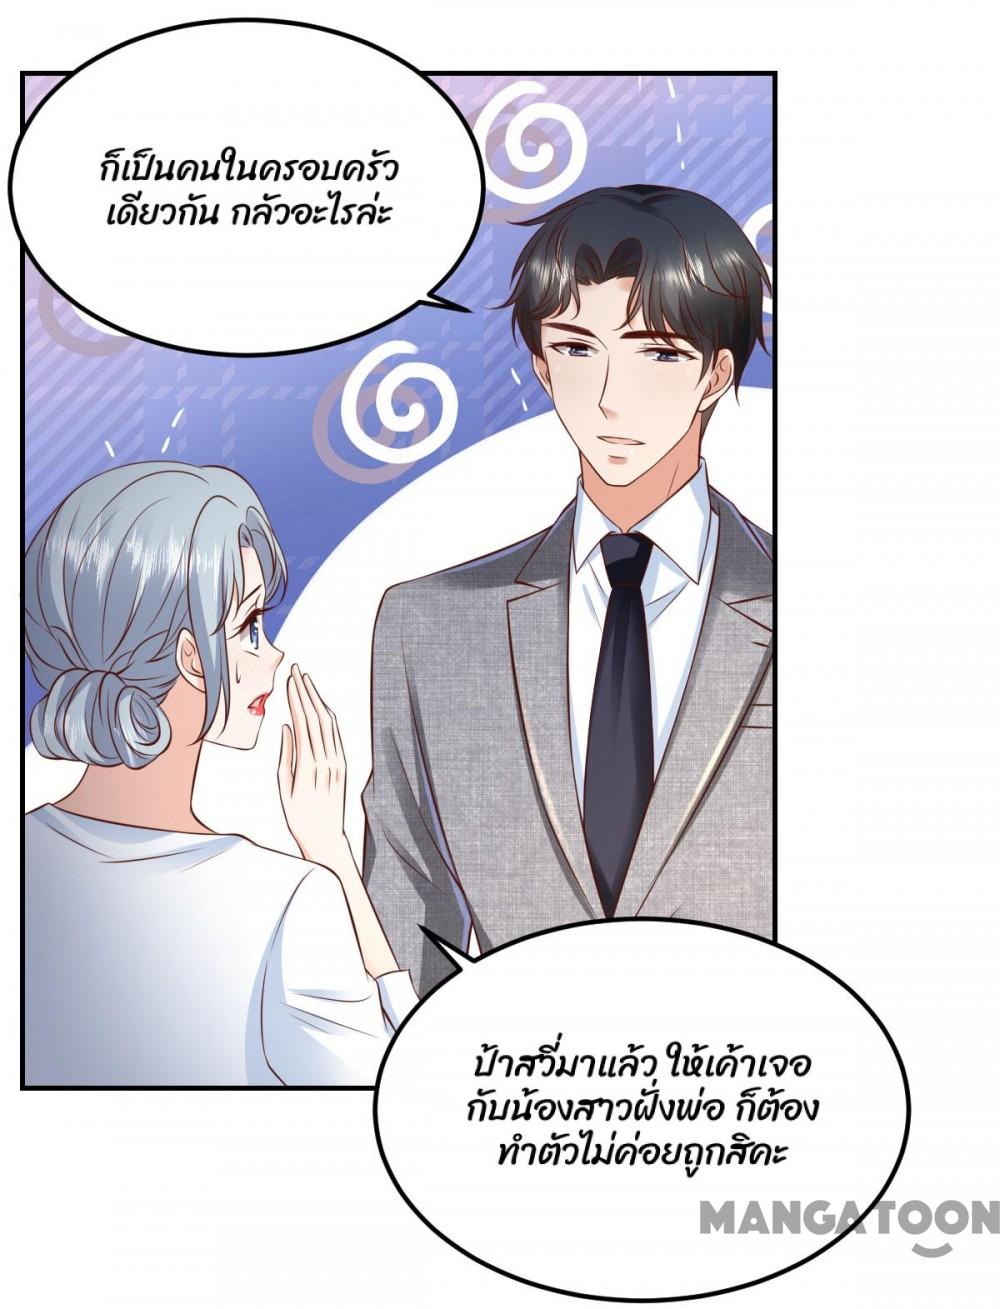 ก็เป็นคนในครอบครัว
เดียวกัน กลัวอะไรล่ะ
ป้าสวี่มาแล้ว ให้เค้าเจอ
กับน้องสาวฝั่งพ่อ ก็ต้อง
ทำตัวไม่ค่อยถูกสิคะ
MANGATOON